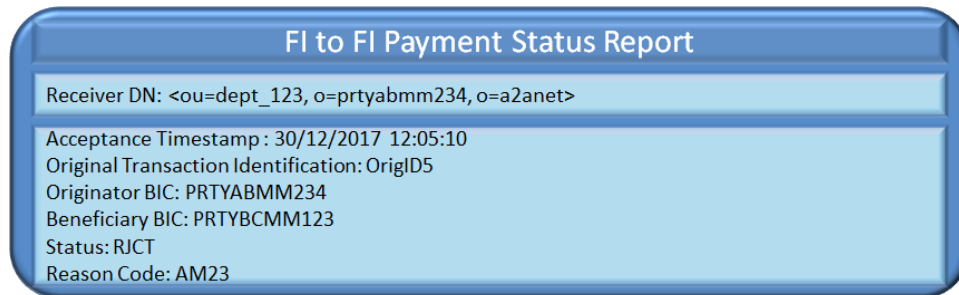 FI to FI Payment Status Report
Receiver DN: <ou=dept_123, o=prtyabmm234, o=a2anet>
Acceptance Timestamp : 30/12/2017 12:05:10
Original Transaction Identification: OrigID5
Originator BIC: PRTYABMM234
Beneficiary BIC: PRTYBCMM123
Status: RJCT
Reason Code: AM23